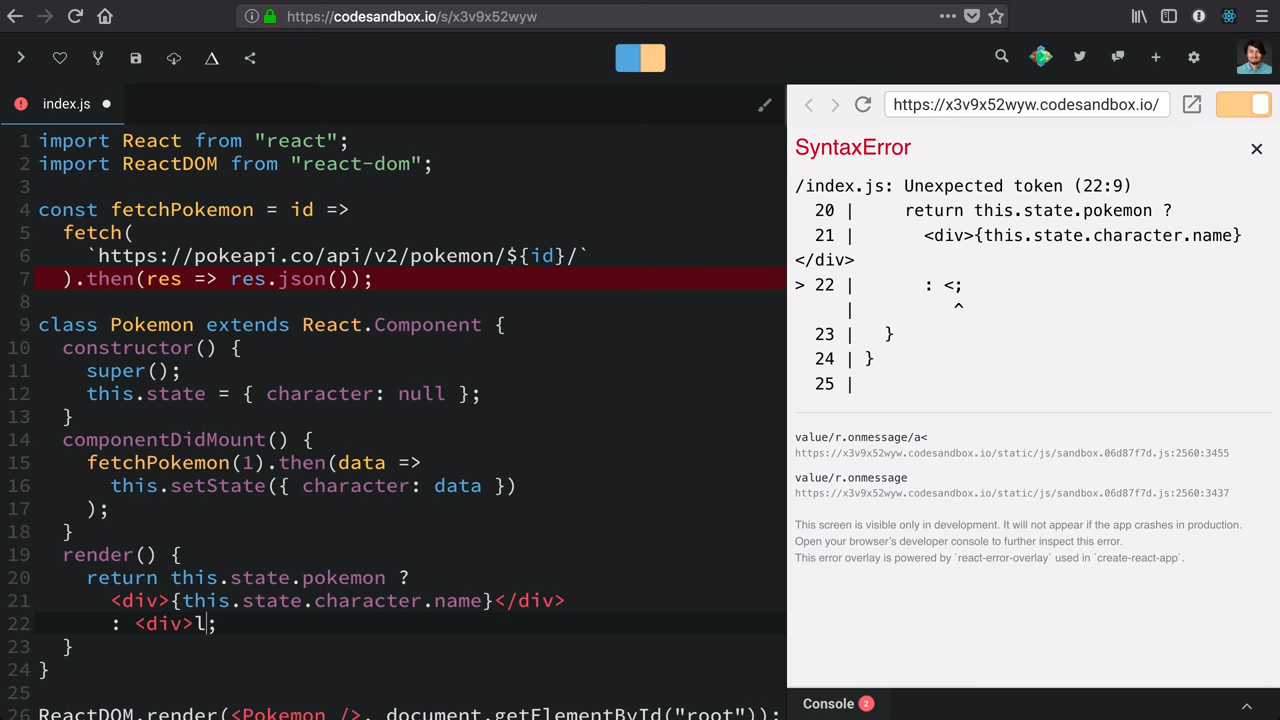 https://codesandbox.io/s/x3v9x52wyw
index.js
1 import React from "react";
2 import ReactDOM from "react-dom";
3
4 const fetchPokemon = id =>
5 fetch(
6 `https://pokeapi.co/api/v2/pokemon/${id}/`
7 ).then(res => res.json());
8
9 class Pokemon extends React.Component {
10 constructor() {
11 super();
12 this.state = { character: null };
13 }
14 componentDidMount() {
15 fetchPokemon(1).then(data =>
16 this.setState({ character: data })
17 );
18 }
19 render() {
20 return this.state.pokemon ?
21 <div>{this.state.character.name}</div>
22 : <div>l;
23 }
24 }
25
26 ReactDOM.render(<Pokemon />, document.getElementById("root"));
https://x3v9x52wyw.codesandbox.io/
SyntaxError
/index.js: Unexpected token (22:9)
20 | return this.state.pokemon ?
21 | <div>{this.state.character.name}
</div>
> 22 | : <;
| ^
23 | }
24 | }
25 |
value/r.onmessage/a<
https://x3v9x52wyw.codesandbox.io/static/js/sandbox.06d87f7d.js:2560:3455
value/r.onmessage
https://x3v9x52wyw.codesandbox.io/static/js/sandbox.06d87f7d.js:2560:3437
This screen is visible only in development. It will not appear if the app crashes in production.
Open your browser's developer console to further inspect this error.
This error overlay is powered by `react-error-overlay` used in `create-react-app`.
Console 2